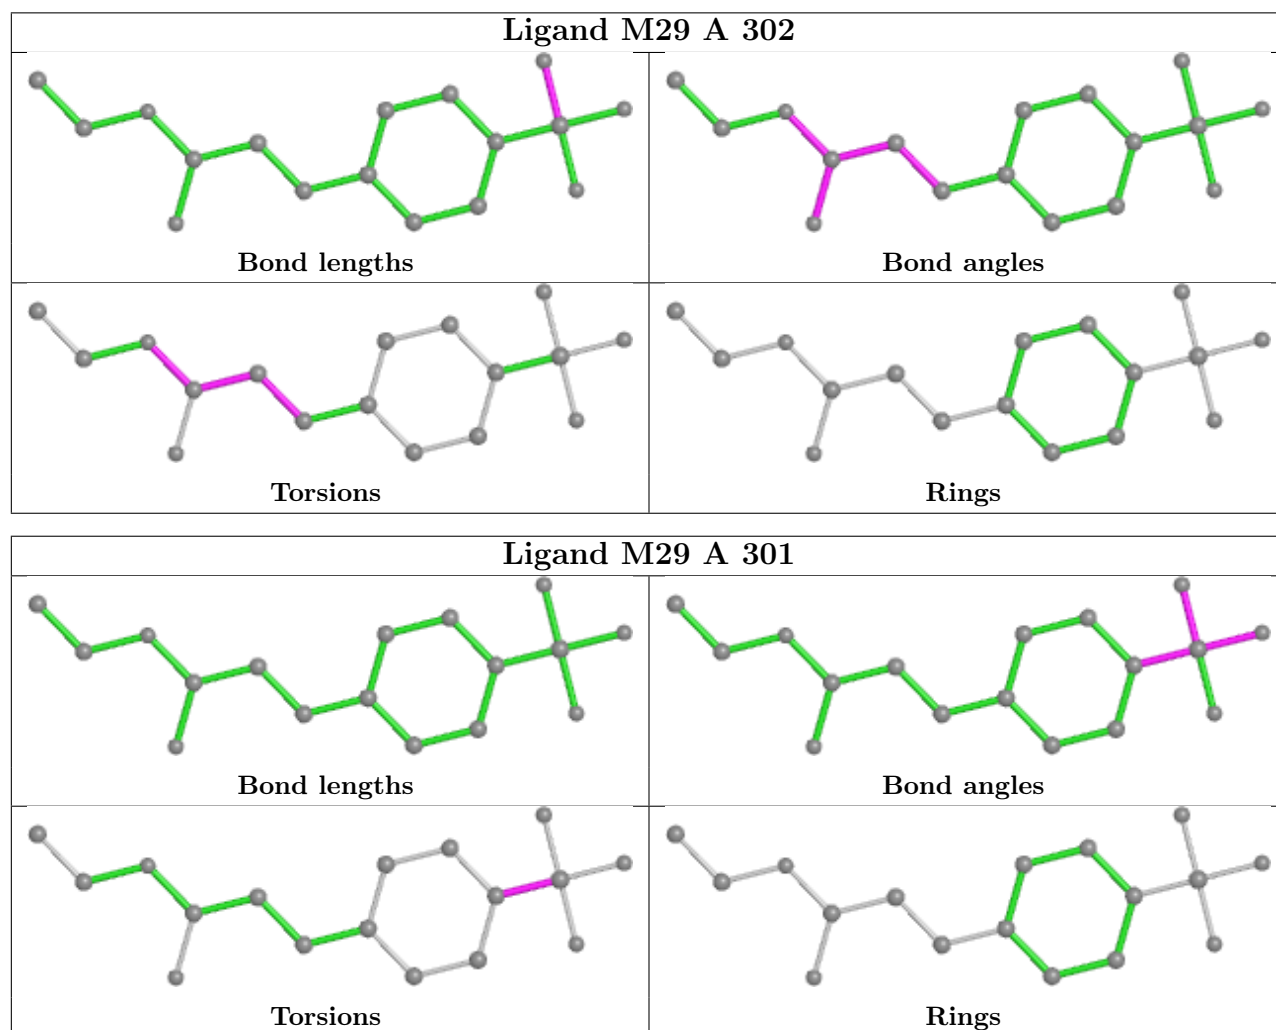 Ligand M29 A 302
Bond lengths
Bond angles
Torsions
Rings
Ligand M29 A 301
Bond lengths
Bond angles
Torsions
Rings